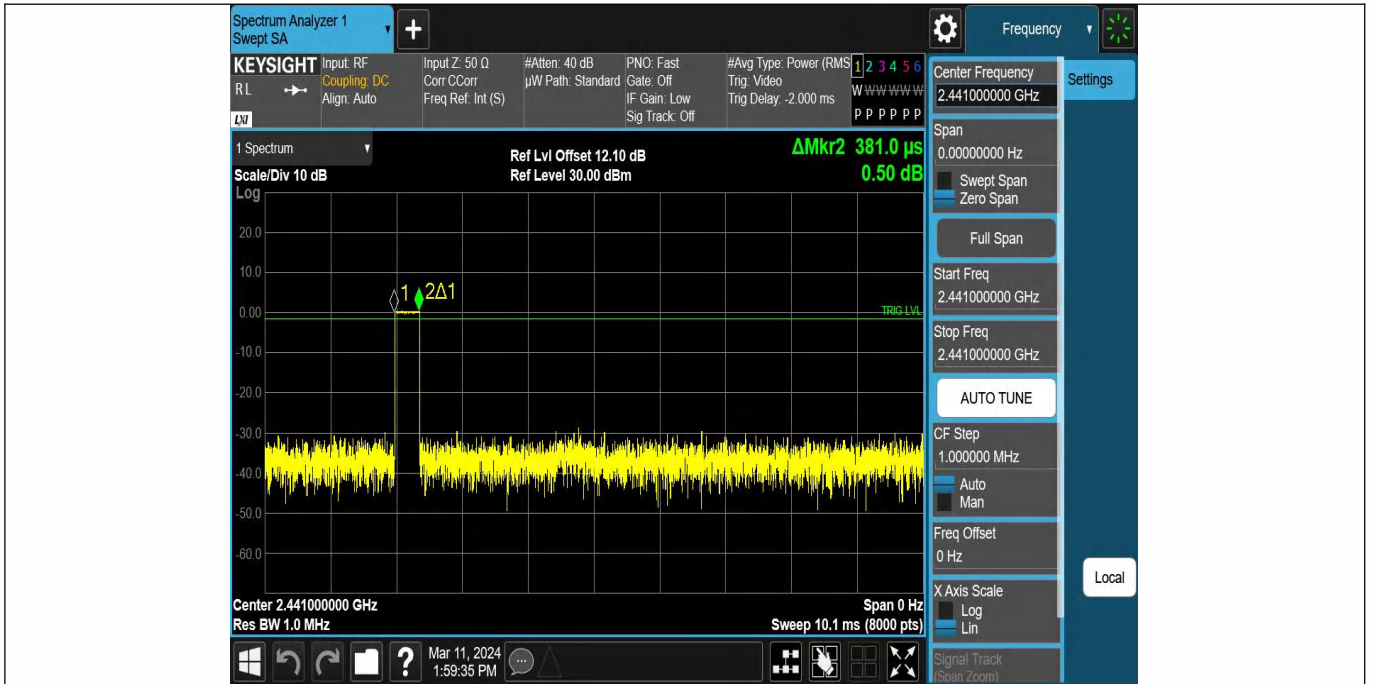 Spectrum Analyzer 1
Swept SA
Frequency
KEYSIGHT
RL
LXI
Input: RF
Coupling: DC
Align: Auto
Input Z: 50 Ω
Corr CCorr
Freq Ref: Int (S)
#Atten: 40 dB
µW Path: Standard
PNO: Fast
Gate: Off
IF Gain: Low
Sig Track: Off
#Avg Type: Power (RMS
Trig: Video
Trig Delay: -2.000 ms
1 2 3 4 5 6
W W W W W W
P P P P P P
1 Spectrum
Scale/Div 10 dB
Ref Lvl Offset 12.10 dB
Ref Level 30.00 dBm
ΔMkr2 381.0 µs
0.50 dB
Log
20.0
10.0
0.00
-10.0
-20.0
-30.0
-40.0
-50.0
-60.0
1
2Δ1
TRIG LVL
Center 2.441000000 GHz
Res BW 1.0 MHz
Span 0 Hz
Sweep 10.1 ms (8000 pts)
?
Mar 11, 2024
1:59:35 PM
Center Frequency
2.441000000 GHz
Span
0.00000000 Hz
Swept Span
Zero Span
Full Span
Start Freq
2.441000000 GHz
Stop Freq
2.441000000 GHz
AUTO TUNE
CF Step
1.000000 MHz
Auto
Man
Freq Offset
0 Hz
X Axis Scale
Log
Lin
Signal Track
(Span Zoom)
Settings
Local